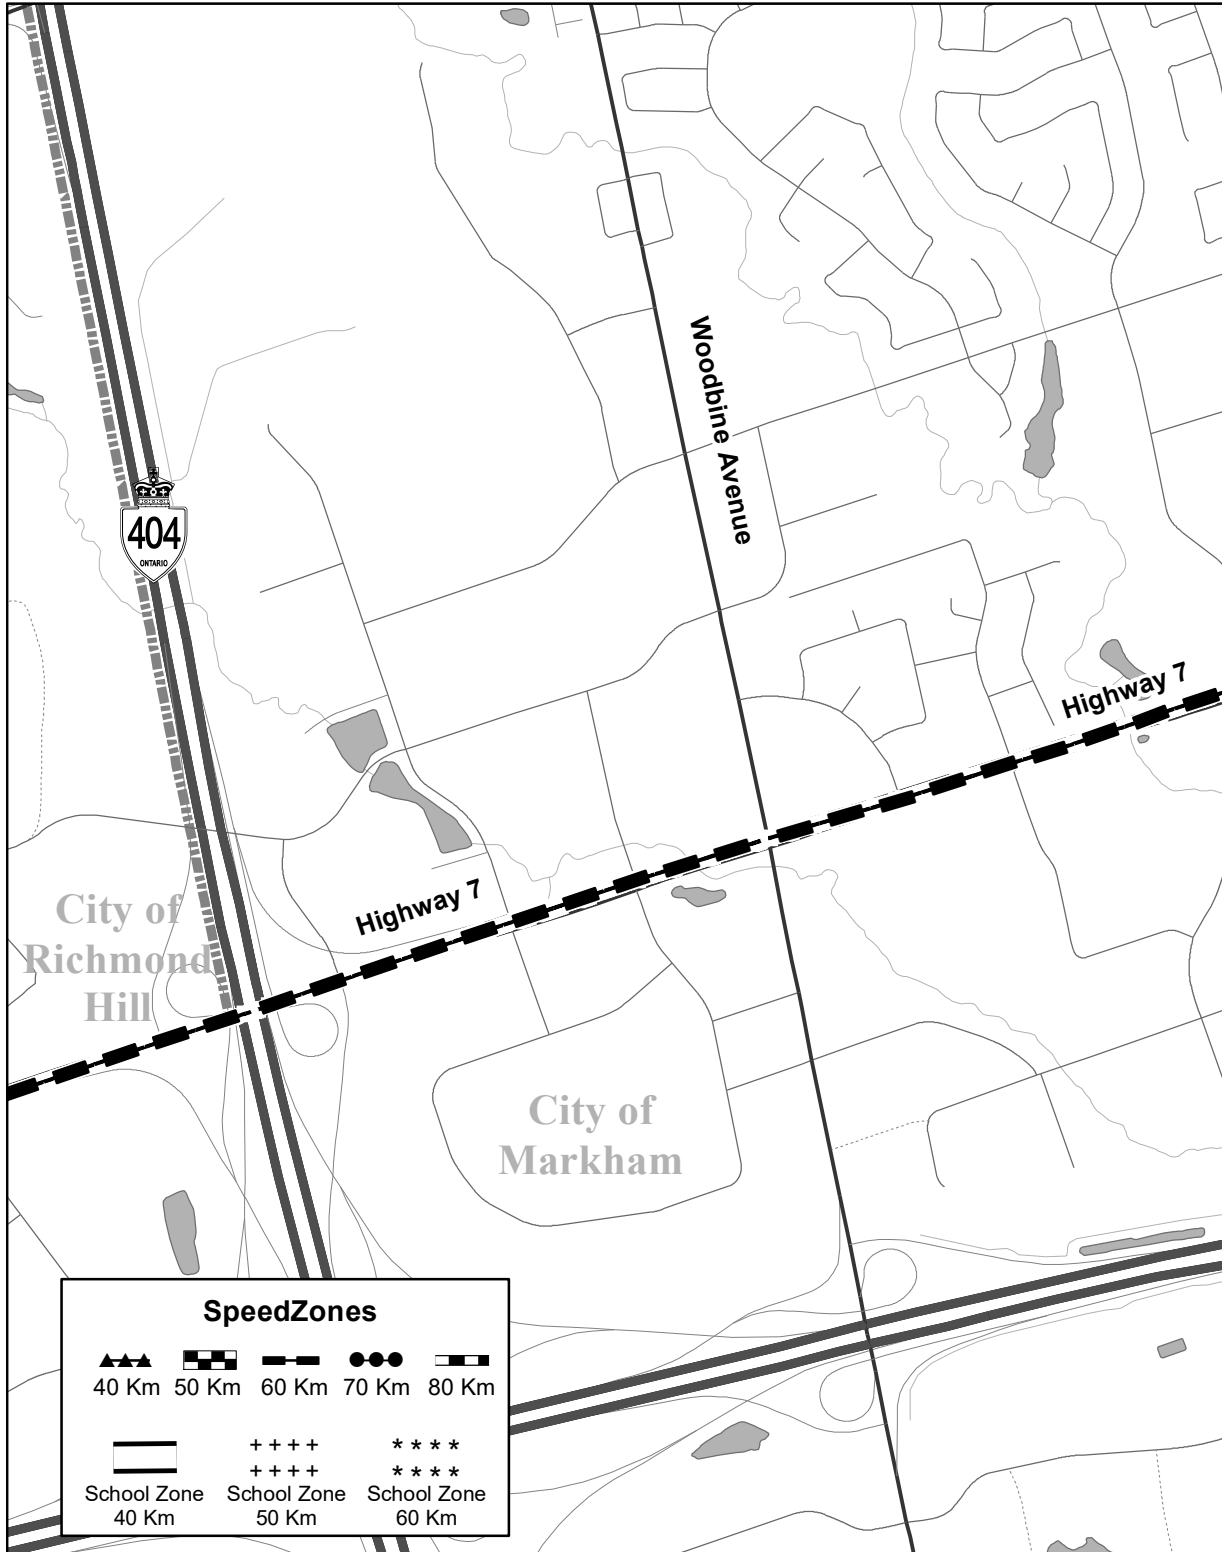 Woodbine Avenue
404
ONTARIO
Highway 7
Highway 7
City of
Richmond
Hill
City of
Markham
SpeedZones
40 Km
50 Km
60 Km
70 Km
80 Km
School Zone
40 Km
School Zone
50 Km
School Zone
60 Km